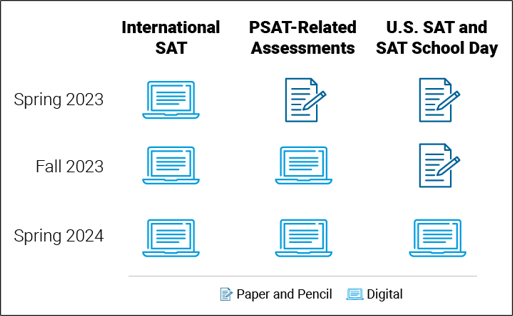 International SAT
PSAT-Related Assessments
U.S. SAT and SAT School Day
Spring 2023
Fall 2023
Spring 2024
Paper and Pencil
Digital